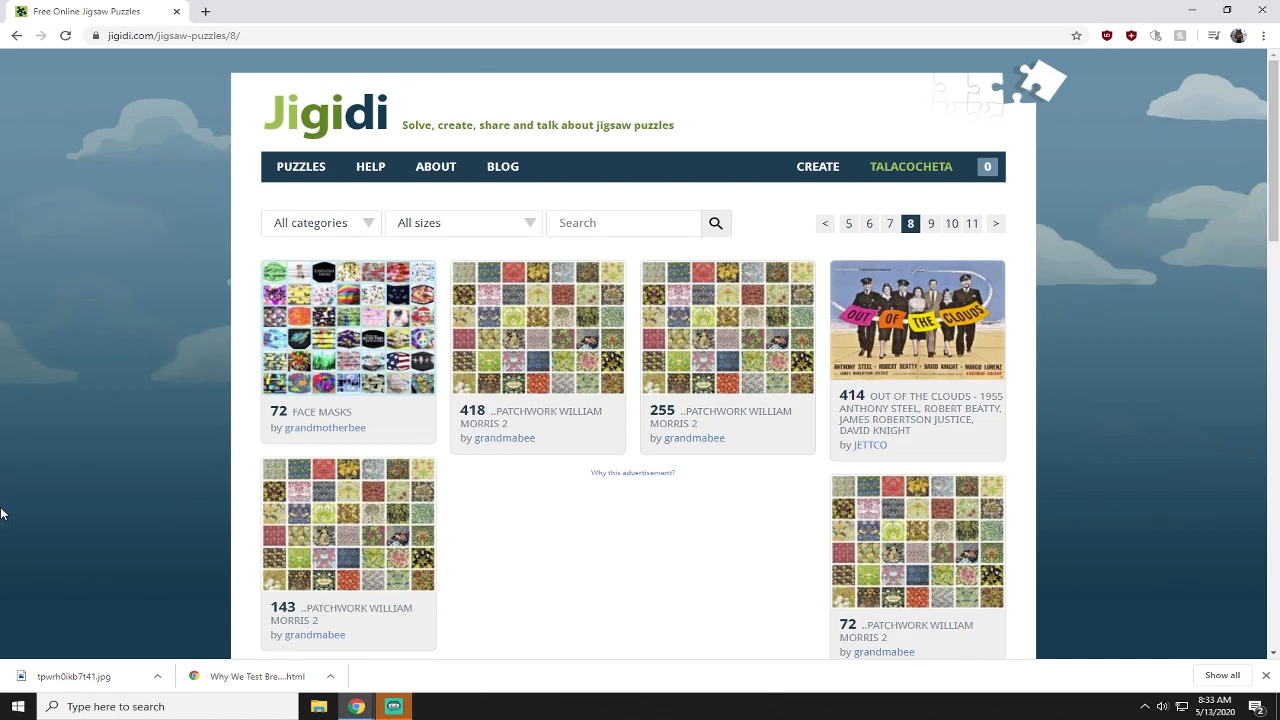 Free Online Jigsaw Puzzles
jigidi.com/jigsaw-puzzles/8/
Jigidi
Solve, create, share and talk about jigsaw puzzles
PUZZLES HELP ABOUT BLOG CREATE TALACOCHETA 0
All categories All sizes Search < 5 6 7 8 9 10 11 >
OUT OF THE CLOUDS
ANTHONY STEEL · ROBERT BEATTY · DAVID KNIGHT · MARGO LORENZ
JAMES ROBERTSON JUSTICE
EASTMAN COLOUR
72 FACE MASKS
by grandmotherbee
418 ..PATCHWORK WILLIAM
MORRIS 2
by grandmabee
255 ..PATCHWORK WILLIAM
MORRIS 2
by grandmabee
414 OUT OF THE CLOUDS - 1955
ANTHONY STEEL, ROBERT BEATTY,
JAMES ROBERTSON JUSTICE,
DAVID KNIGHT
by JETTCO
Why this advertisement?
143 ..PATCHWORK WILLIAM
MORRIS 2
by grandmabee
72 ..PATCHWORK WILLIAM
MORRIS 2
by grandmabee
tpwrh0ikb7t41.jpg
Why We Test Bre....html
Show all
Type here to search
8:33 AM
5/13/2020
2